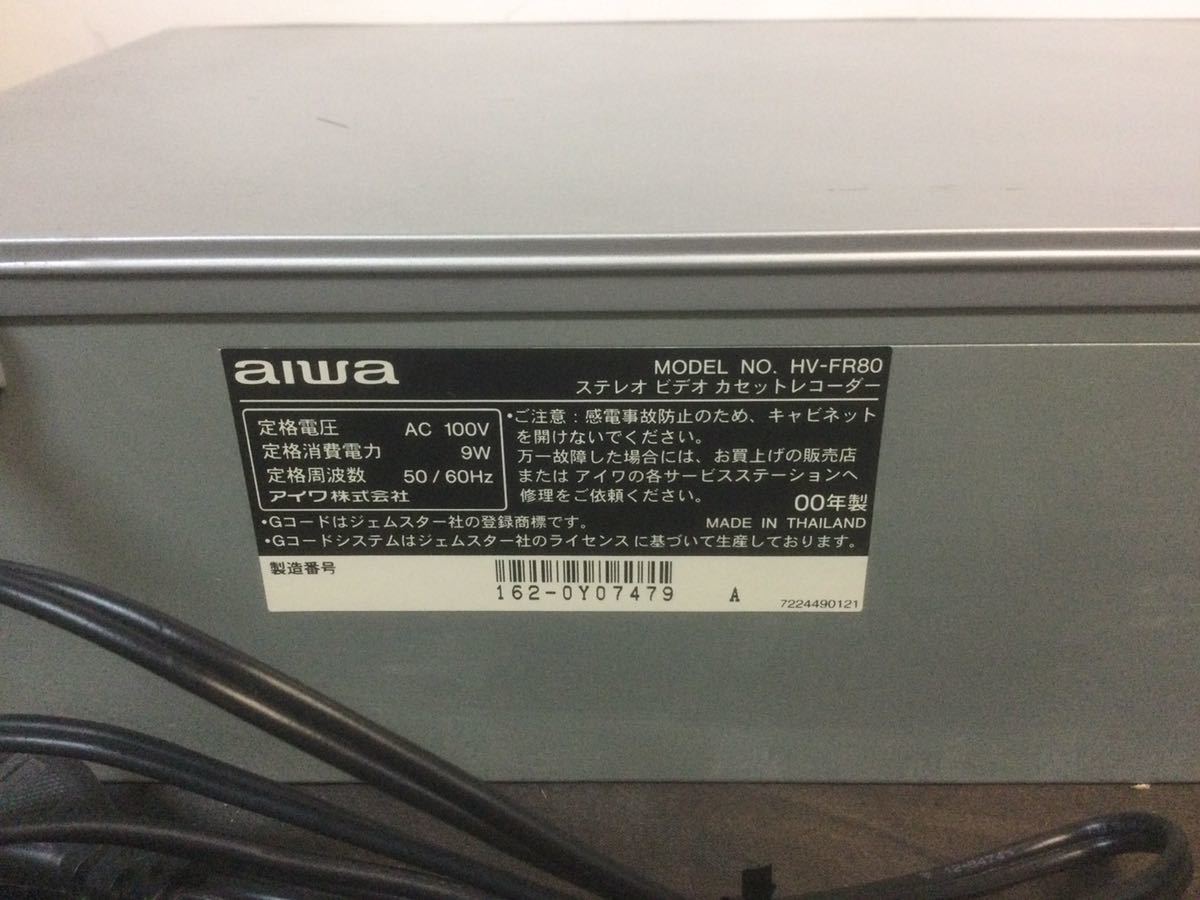 aiwa
MODEL NO. HV-FR80
ステレオ ビデオ カセットレコーダー
定格電圧 AC 100V
定格消費電力 9W
定格周波数 50/60Hz
アイワ株式会社
•ご注意：感電事故防止のため、キャビネット
を開けないでください。
万一故障した場合には、お買上げの販売店
または アイワの各サービスステーションへ
修理をご依頼ください。
00年製
MADE IN THAILAND
•Gコードはジェムスター社の登録商標です。
•Gコードシステムはジェムスター社のライセンスに基づいて生産しております。
製造番号
162-0Y07479 A
7224490121